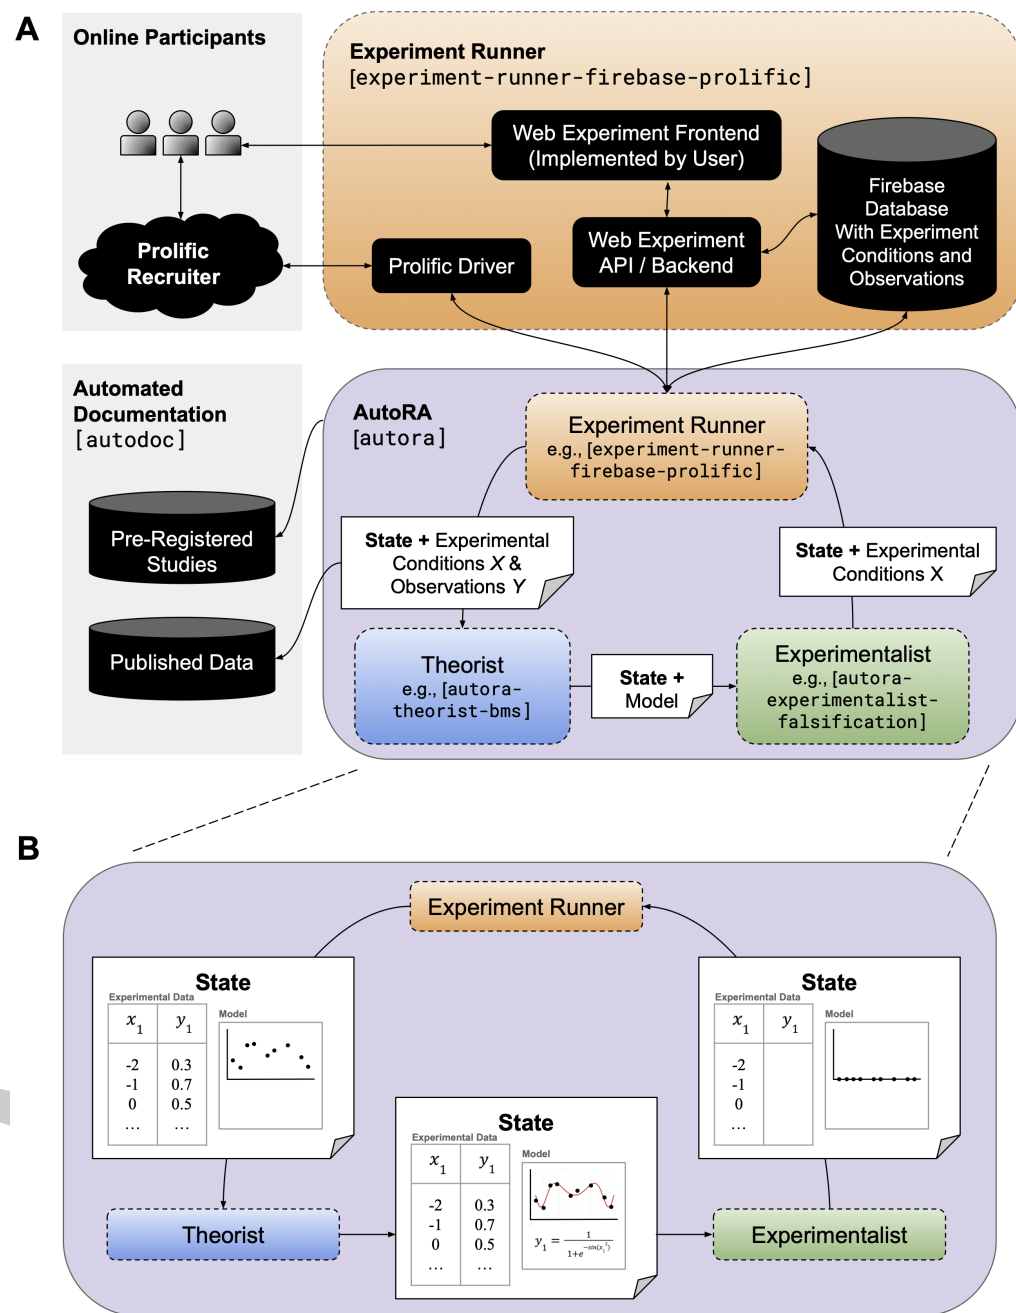 A
Online Participants
Prolific
Recruiter
Experiment Runner
[experiment-runner-firebase-prolific]
Web Experiment Frontend
(Implemented by User)
Web Experiment
API / Backend
Prolific Driver
Firebase
Database
With Experiment
Conditions and
Observations
Automated
Documentation
[autodoc]
Pre-Registered
Studies
Published Data
AutoRA
[autora]
Experiment Runner
e.g., [experiment-runner-
firebase-prolific]
State + Experimental
Conditions X &
Observations Y
State + Experimental
Conditions X
Theorist
e.g., [autora-
theorist-bms]
State +
Model
Experimentalist
e.g., [autora-
experimentalist-
falsification]
B
Experiment Runner
State
Experimental Data
x₁ y₁
-2 0.3
-1 0.7
0 0.5
... ...
Model
State
Experimental Data
x₁ y₁
-2
-1
0
...
Model
State
Experimental Data
x₁ y₁
-2 0.3
-1 0.7
0 0.5
... ...
Model
y₁ = 1 / 1+e^-sin(x₁²)
Theorist
Experimentalist